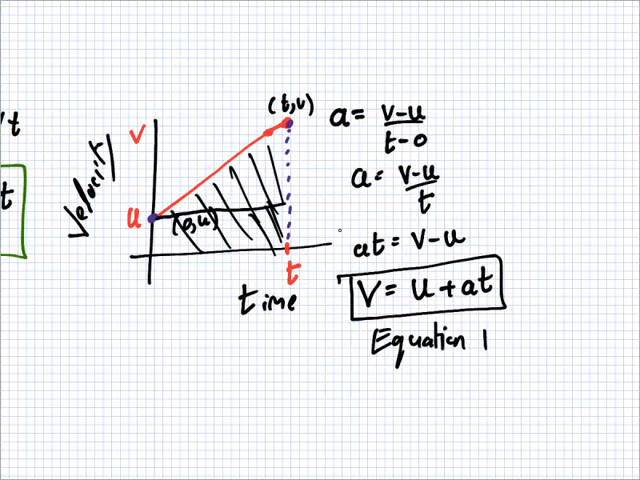 t
t
Velocity
v
u
(0,u)
(t,v)
t
time
a = v-u / t-0
a = v-u / t
at = v-u
V = u + at
Equation 1